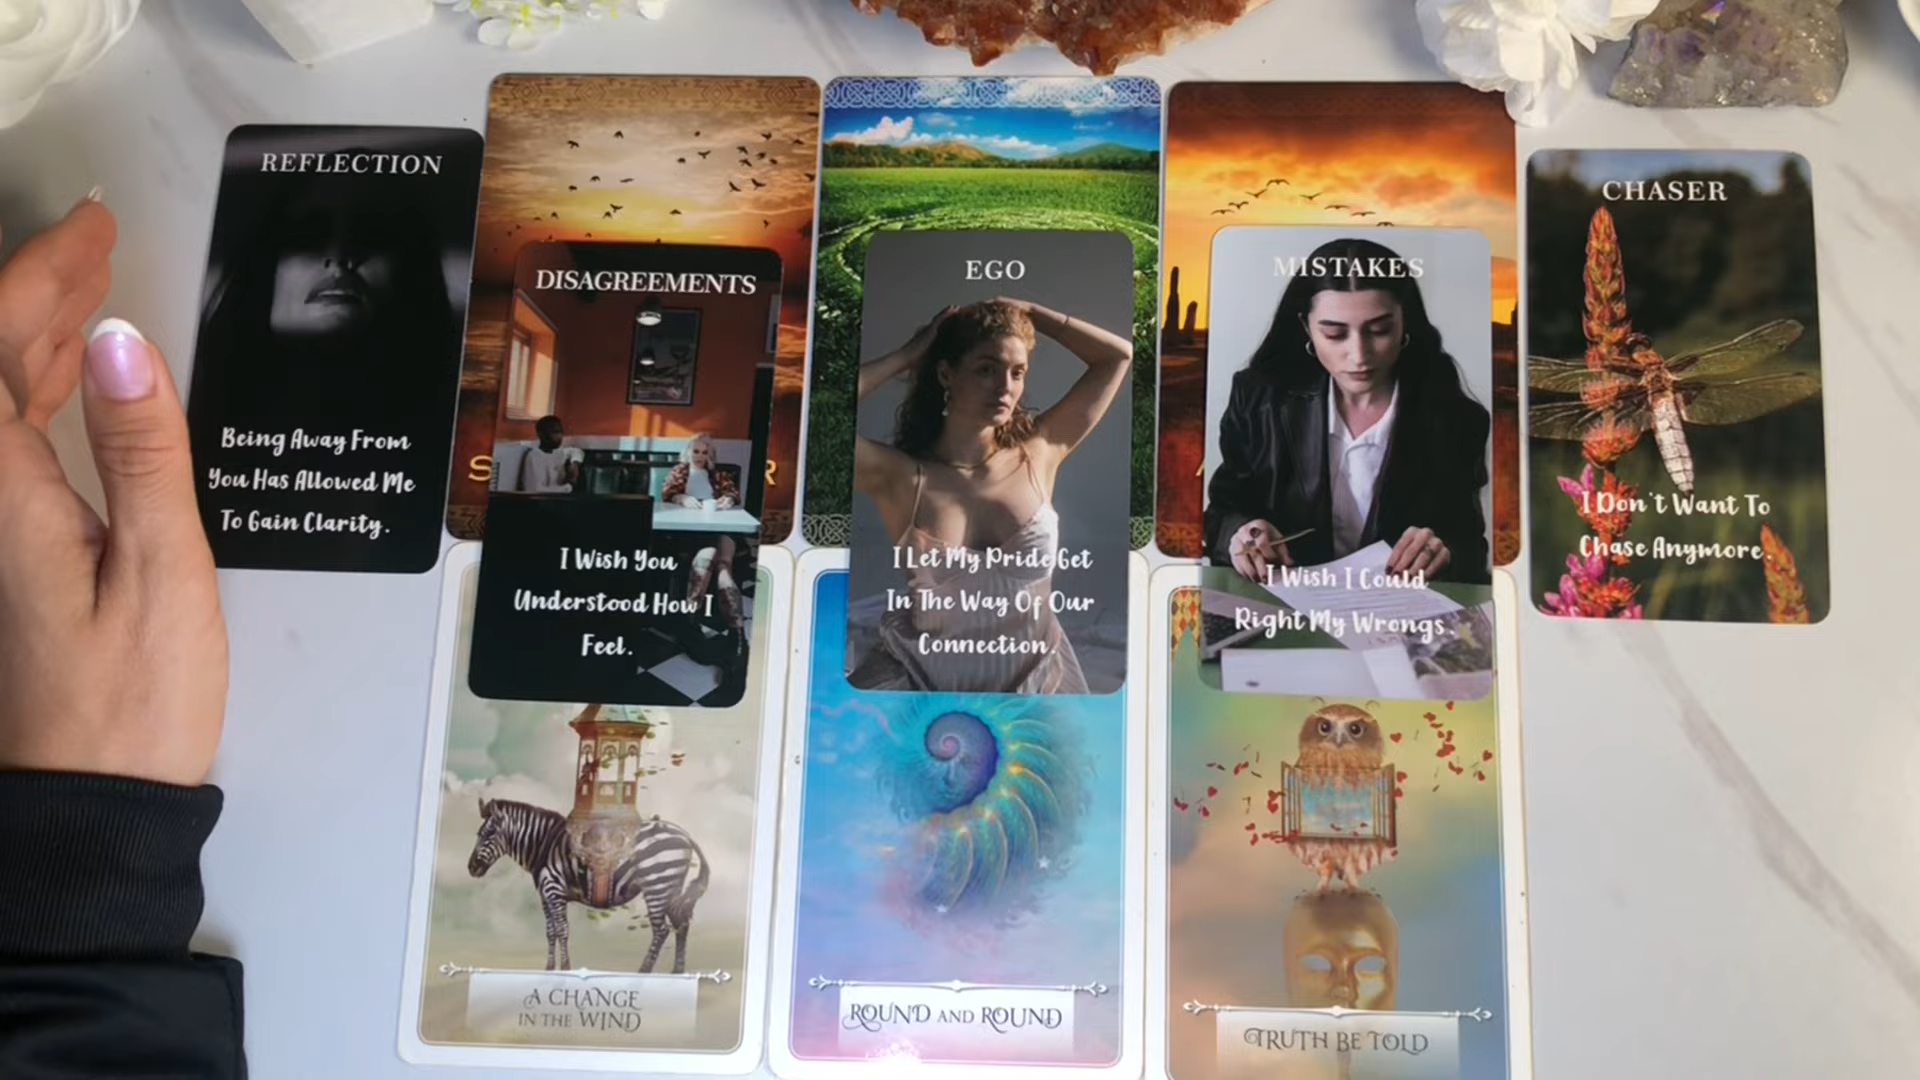 REFLECTION
Being Away From
You Has Allowed Me
To Gain Clarity.
DISAGREEMENTS
I Wish You
Understood How I
Feel.
EGO
I Let My Pride Get
In The Way Of Our
Connection.
MISTAKES
I Wish I Could
Right My Wrongs.
CHASER
I Don't Want To
Chase Anymore.
A CHANGE
IN THE WIND
ROUND AND ROUND
TRUTH BE TOLD